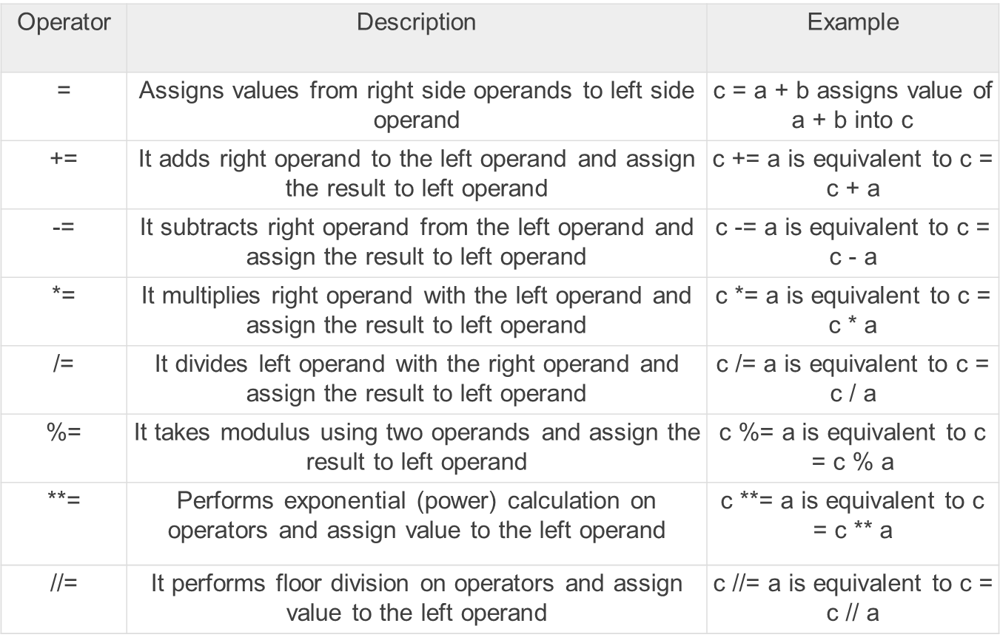 Operator Description Example
= Assigns values from right side operands to left side c = a + b assigns value of
operand a + b into c
+= It adds right operand to the left operand and assign c += a is equivalent to c =
the result to left operand c + a
-= It subtracts right operand from the left operand and c -= a is equivalent to c =
assign the result to left operand c - a
*= It multiplies right operand with the left operand and c *= a is equivalent to c =
assign the result to left operand c * a
/= It divides left operand with the right operand and c /= a is equivalent to c =
assign the result to left operand c / a
%= It takes modulus using two operands and assign the c %= a is equivalent to c
result to left operand = c % a
**= Performs exponential (power) calculation on c **= a is equivalent to c
operators and assign value to the left operand = c ** a
//= It performs floor division on operators and assign c //= a is equivalent to c =
value to the left operand c // a